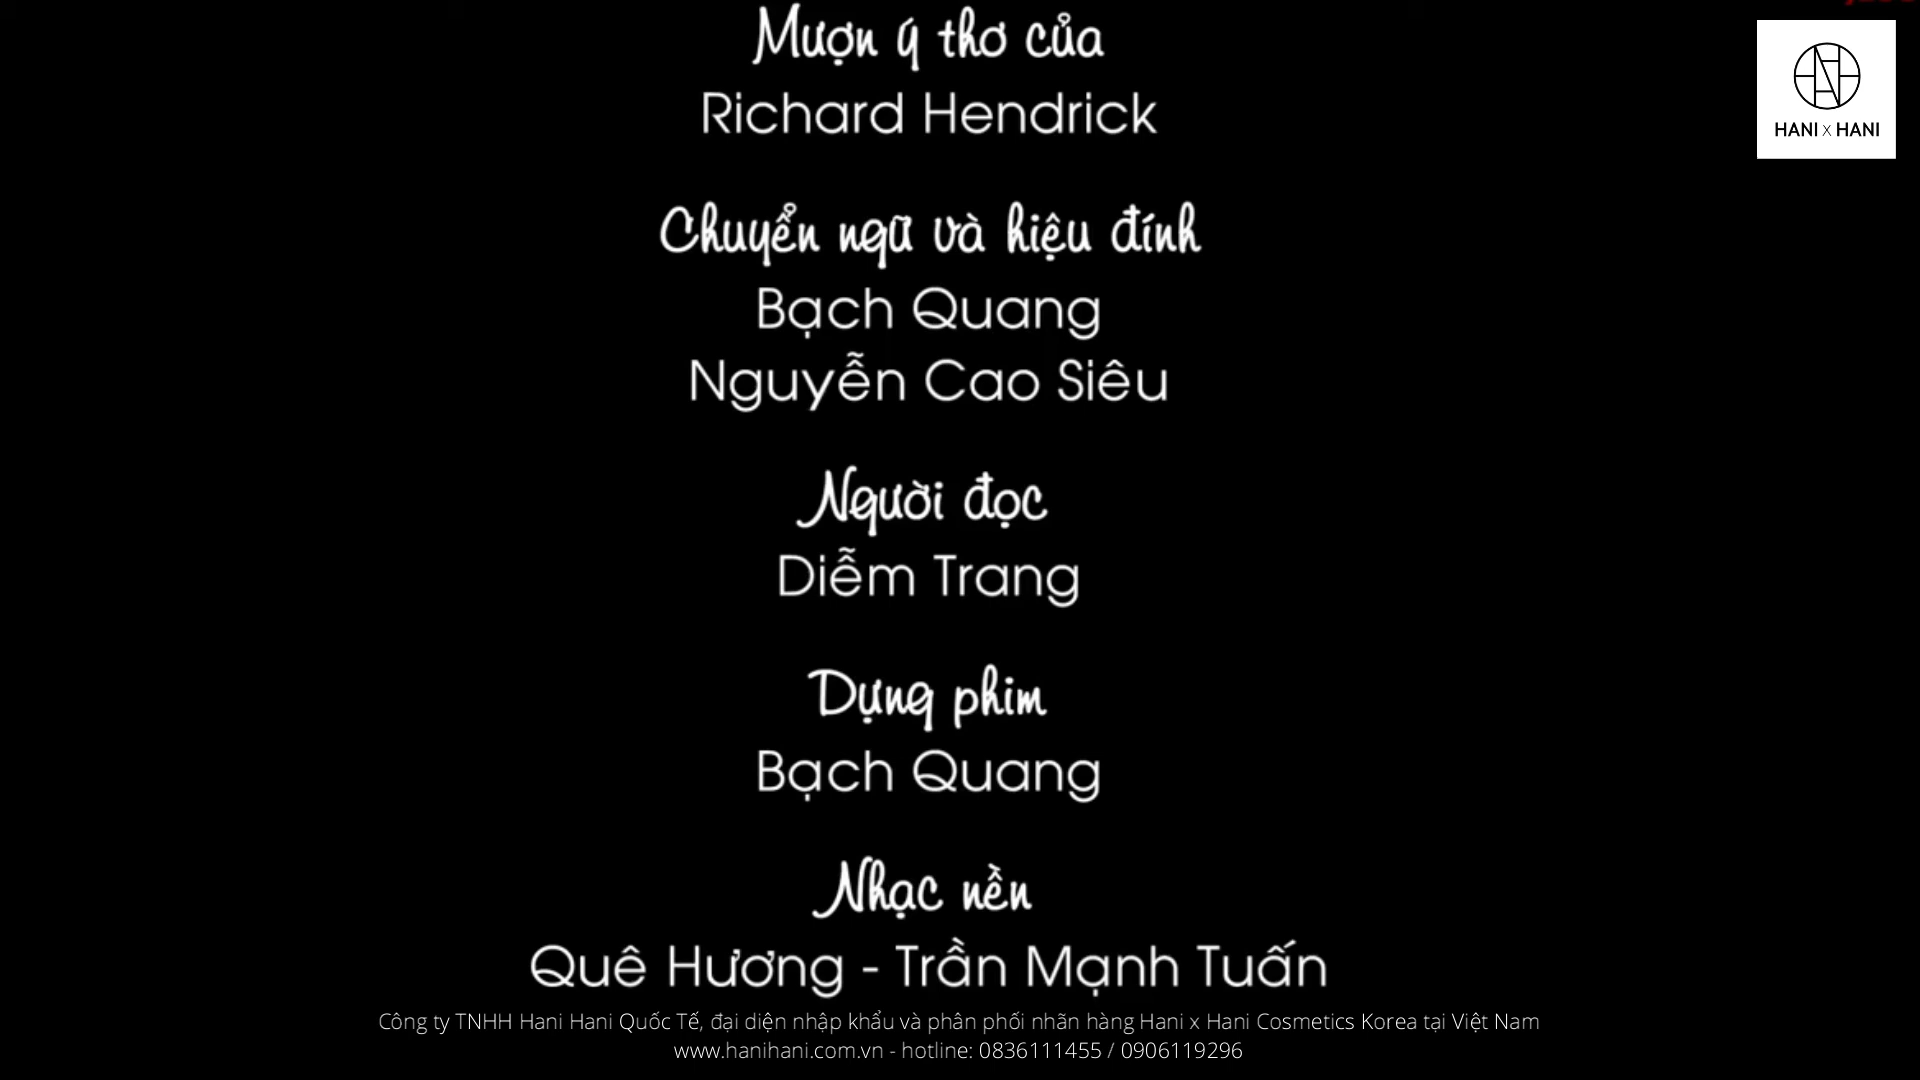 Mượn ý thơ của
Richard Hendrick
HANI x HANI
Chuyển ngữ và hiệu đính
Bạch Quang
Nguyễn Cao Siêu
Người đọc
Diễm Trang
Dựng phim
Bạch Quang
Nhạc nền
Quê Hương - Trần Mạnh Tuấn
Công ty TNHH Hani Hani Quốc Tế, đại diện nhập khẩu và phân phối nhãn hàng Hani x Hani Cosmetics Korea tại Việt Nam
www.hanihani.com.vn - hotline: 0836111455 / 0906119296